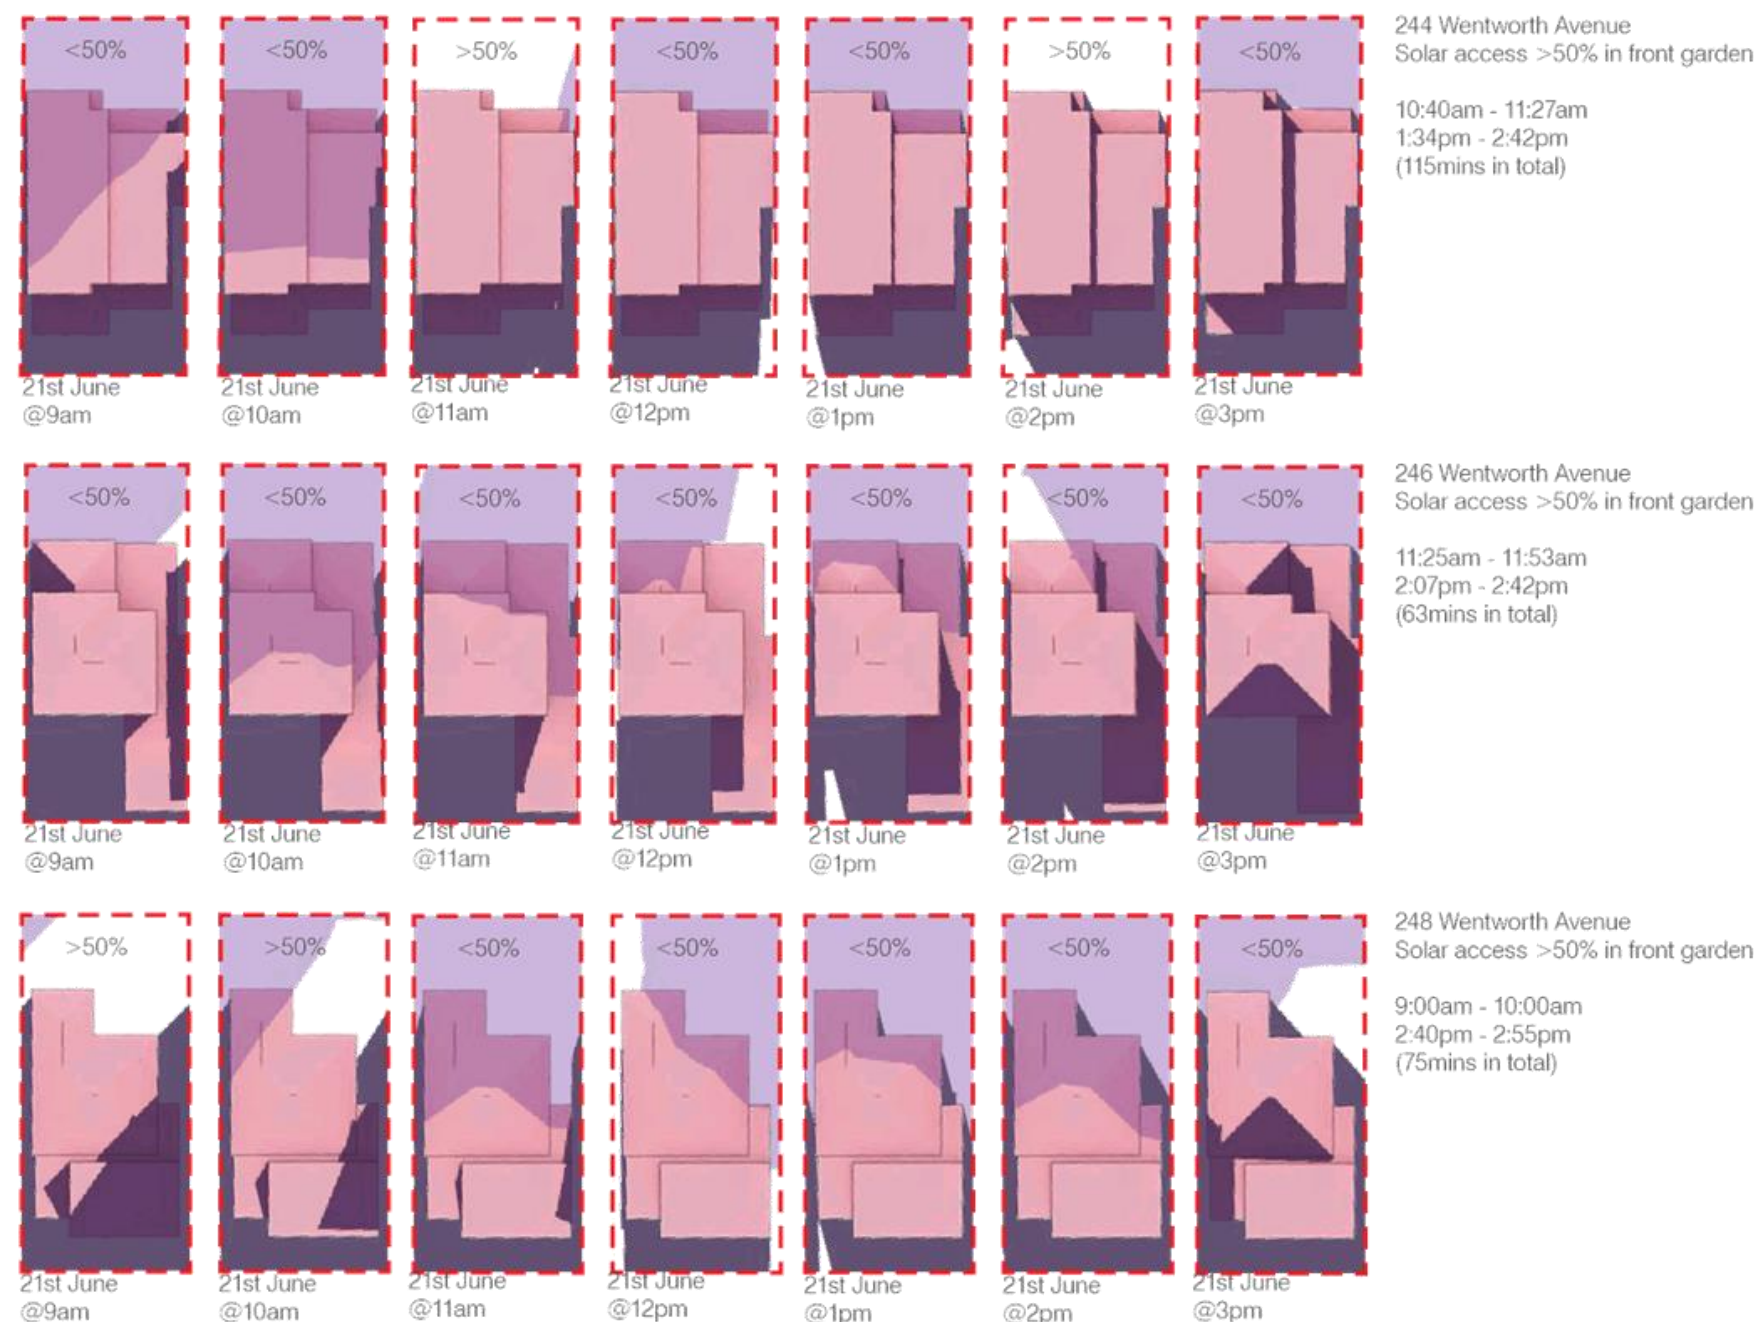 <50%
<50%
>50%
<50%
<50%
>50%
<50%
244 Wentworth Avenue
Solar access >50% in front garden
10:40am - 11:27am
1:34pm - 2:42pm
(115mins in total)
21st June
@9am
21st June
@10am
21st June
@11am
21st June
@12pm
21st June
@1pm
21st June
@2pm
21st June
@3pm
<50%
<50%
<50%
<50%
<50%
<50%
<50%
246 Wentworth Avenue
Solar access >50% in front garden
11:25am - 11:53am
2:07pm - 2:42pm
(63mins in total)
21st June
@9am
21st June
@10am
21st June
@11am
21st June
@12pm
21st June
@1pm
21st June
@2pm
21st June
@3pm
>50%
>50%
<50%
<50%
<50%
<50%
<50%
248 Wentworth Avenue
Solar access >50% in front garden
9:00am - 10:00am
2:40pm - 2:55pm
(75mins in total)
21st June
@9am
21st June
@10am
21st June
@11am
21st June
@12pm
21st June
@1pm
21st June
@2pm
21st June
@3pm